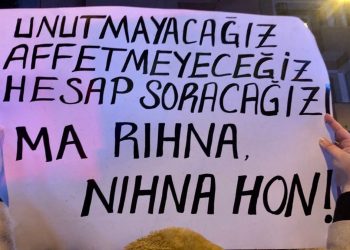 UNUTMAYACAĞIZ
AFFETMEYECEĞİZ
HESAP SORACAĞIZ!
MA RIHNA,
NIHNA HON!